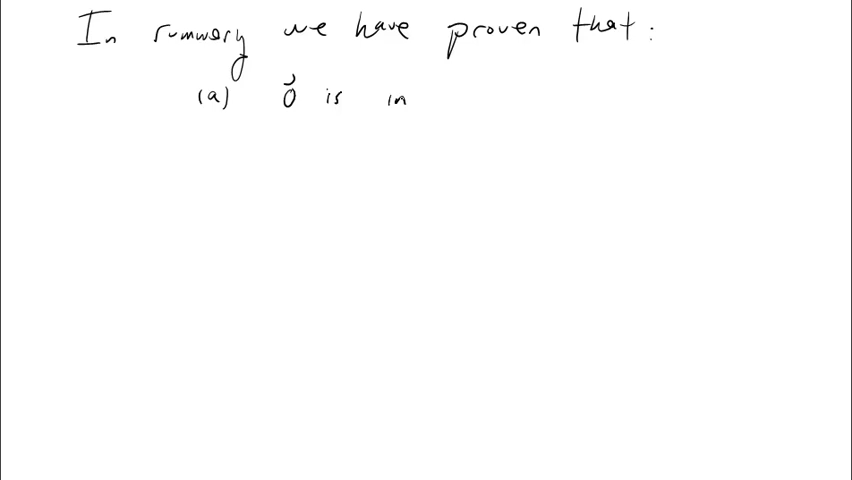 In summary we have proven that:
(a) 0⃗ is in